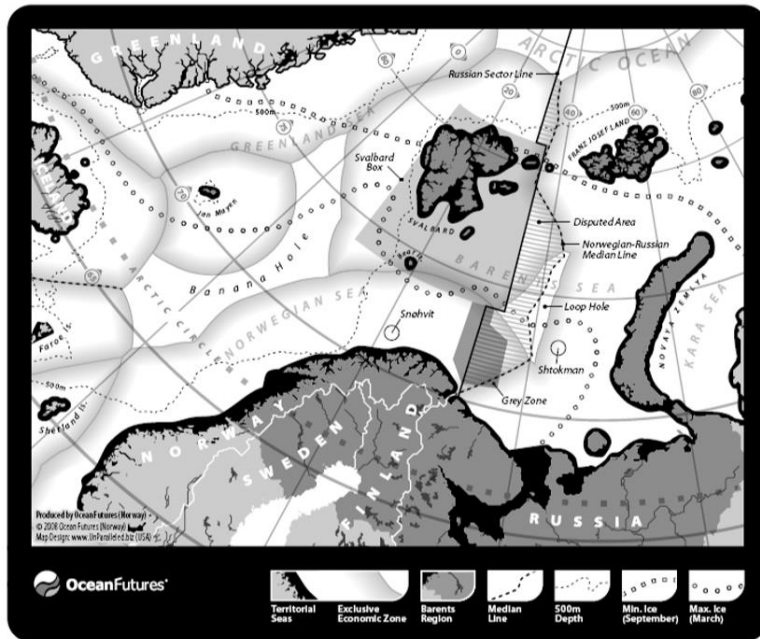 GREENLAND
ARCTIC OCEAN
Russian Sector Line
500m
500m
FRANZ JOSEF LAND
GREENLAND SEA
Svalbard
Box
ICELAND
Jan Mayen
SVALBARD
Disputed Area
Norwegian-Russian
Median Line
Bear Is.
BARENTS SEA
Banana Hole
Loop Hole
NOVAYA ZEMLYA
KARA SEA
ARCTIC CIRCLE
NORWEGIAN SEA
Snøhvit
Faroe Is.
Shtokman
500m
Grey Zone
Shetland Is.
NORWAY
SWEDEN
FINLAND
RUSSIA
Produced by OceanFutures (Norway)
© 2008 Ocean Futures (Norway)
Map Design: www.UnParalleled.biz (USA)
OceanFutures
Territorial
Seas
Exclusive
Economic Zone
Barents
Region
Median
Line
500m
Depth
Min. Ice
(September)
Max. Ice
(March)